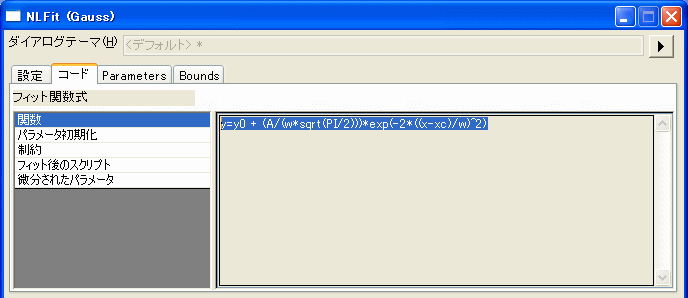 NLFit (Gauss)
ダイアログテーマ(H) <デフォルト> *
設定 コード Parameters Bounds
フィット関数式
関数
y=y0 + (A/(w*sqrt(PI/2)))*exp(-2*((x-xc)/w)^2)
パラメータ初期化
制約
フィット後のスクリプト
微分されたパラメータ